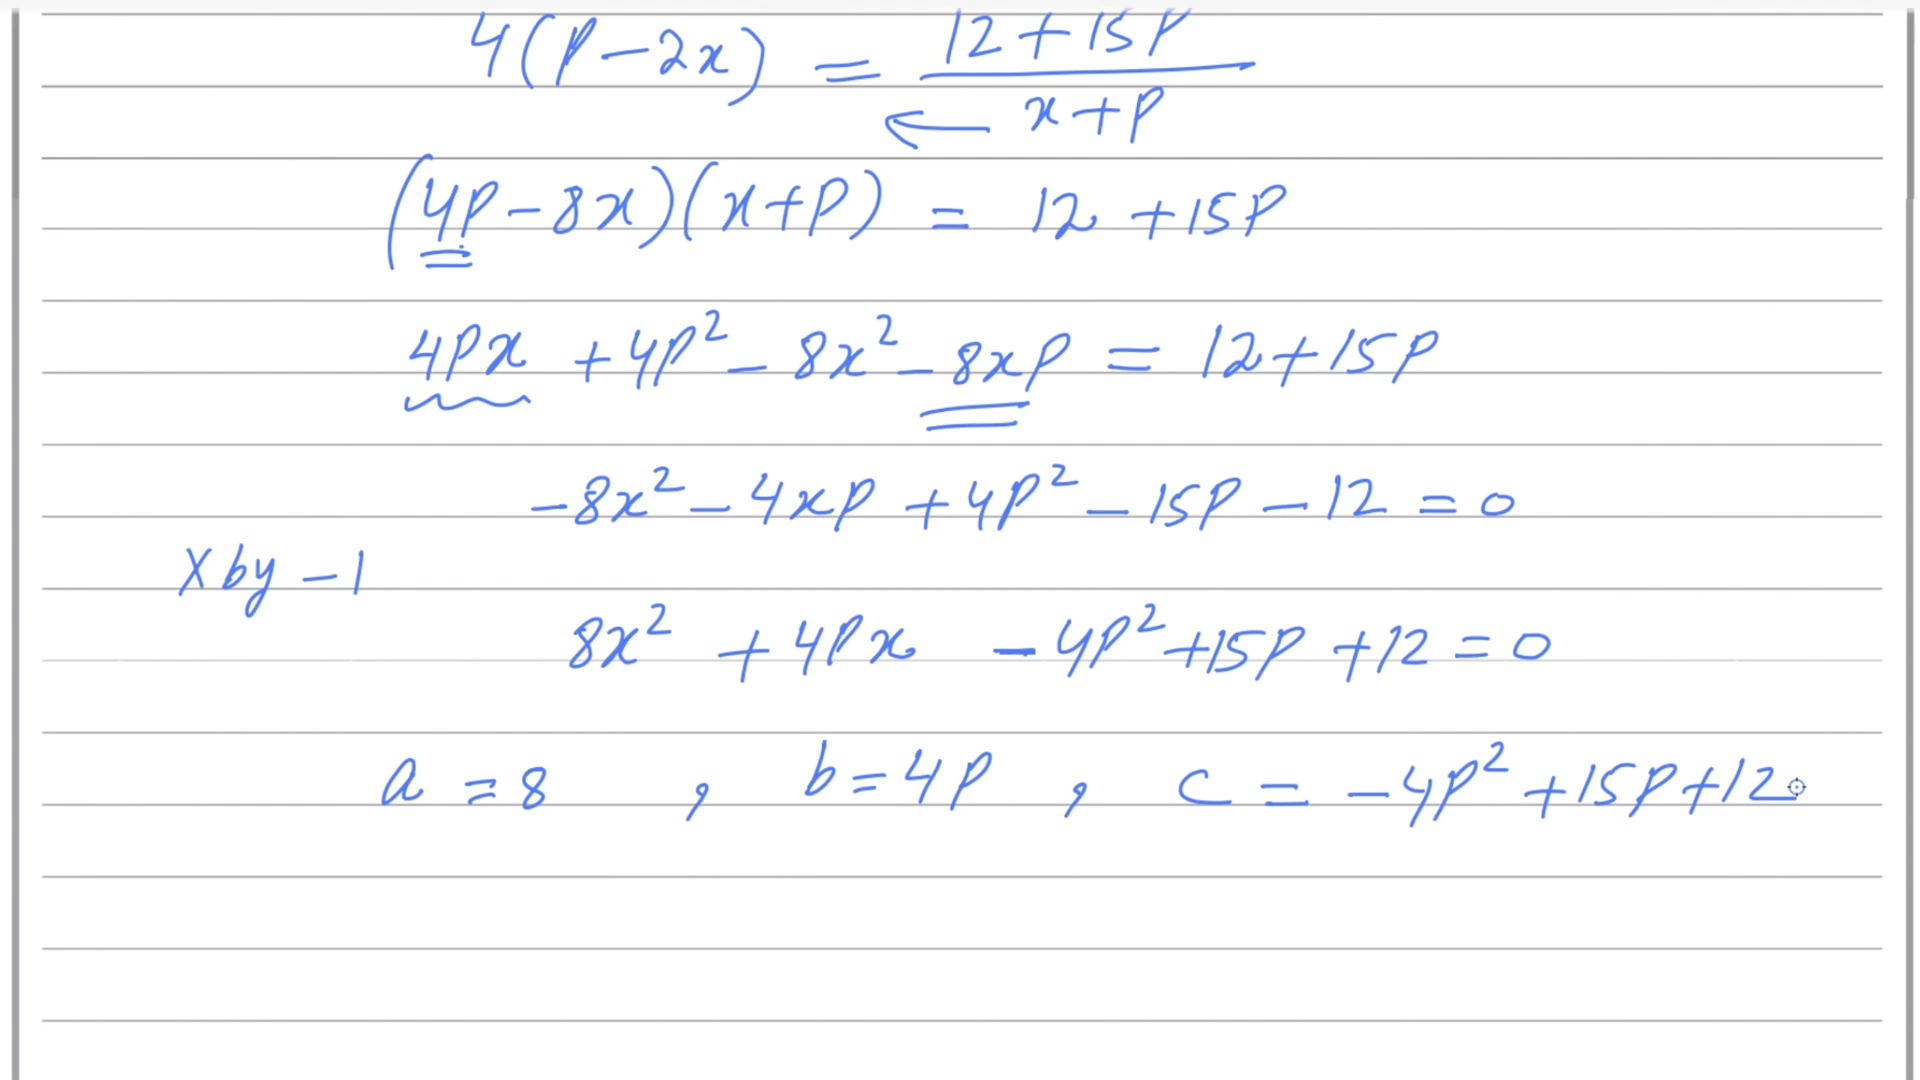 4(p-2x) = (12+15p)/(x+p)
←
(4p-8x)(x+p) = 12 +15p
4px +4p² - 8x² - 8xp = 12+15p
-8x² - 4xp +4p² - 15p - 12 = 0
X by -1
8x² + 4px - 4p² +15p +12 = 0
a = 8 , b = 4p , c = -4p² +15p+12